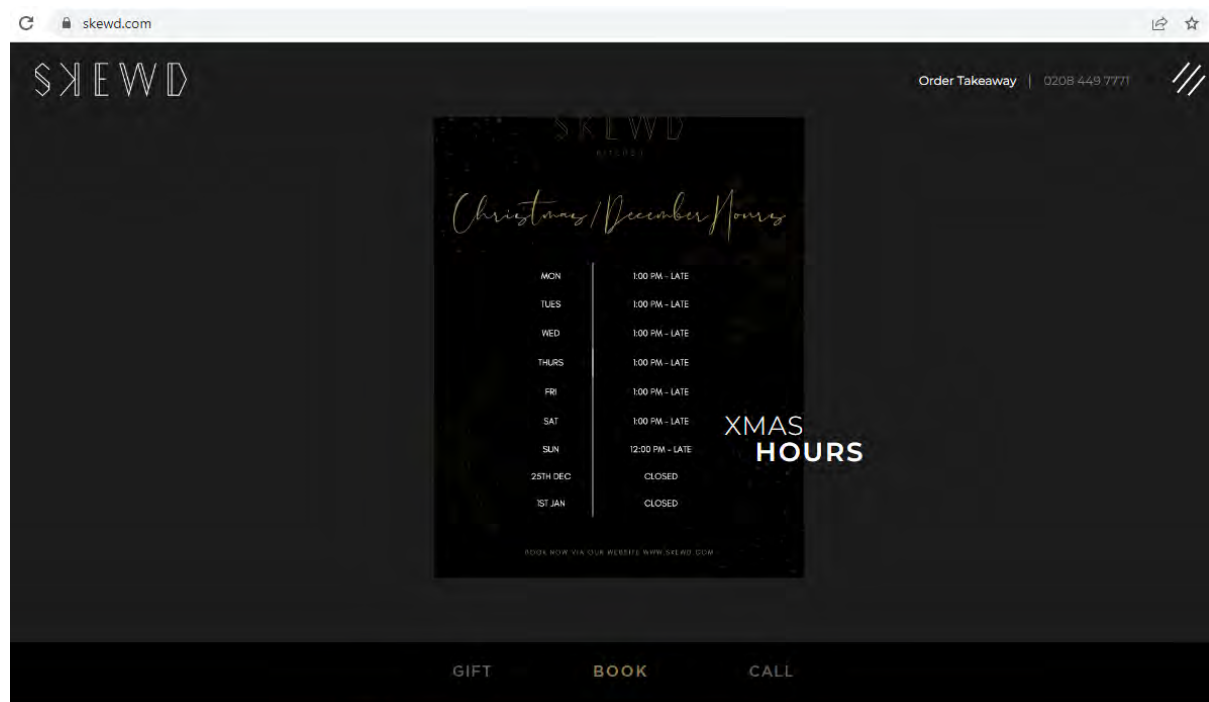 skewd.com
SKEWD
Order Takeaway | 0208 449 7771
SKEWD
KITCHEN
Christmas/December Hours
MON 1:00 PM - LATE
TUES 1:00 PM - LATE
WED 1:00 PM - LATE
THURS 1:00 PM - LATE
FRI 1:00 PM - LATE
SAT 1:00 PM - LATE
SUN 12:00 PM - LATE
25TH DEC CLOSED
1ST JAN CLOSED
XMAS
HOURS
BOOK NOW VIA OUR WEBSITE WWW.SKEWD.COM
GIFT BOOK CALL